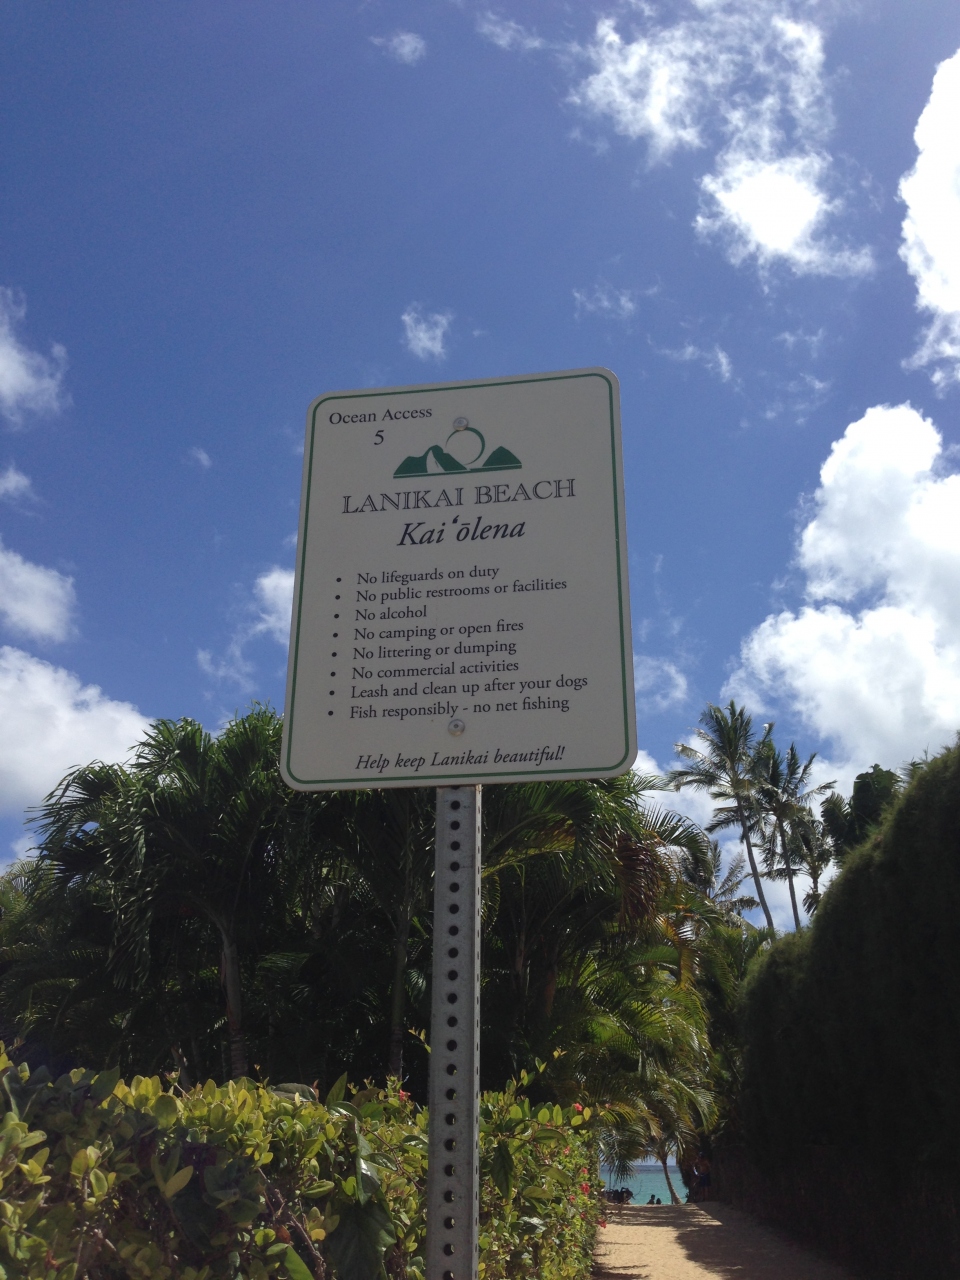 Ocean Access
5
LANIKAI BEACH
Kaiʻōlena
• No lifeguards on duty
• No public restrooms or facilities
• No alcohol
• No camping or open fires
• No littering or dumping
• No commercial activities
• Leash and clean up after your dogs
• Fish responsibly - no net fishing
Help keep Lanikai beautiful!